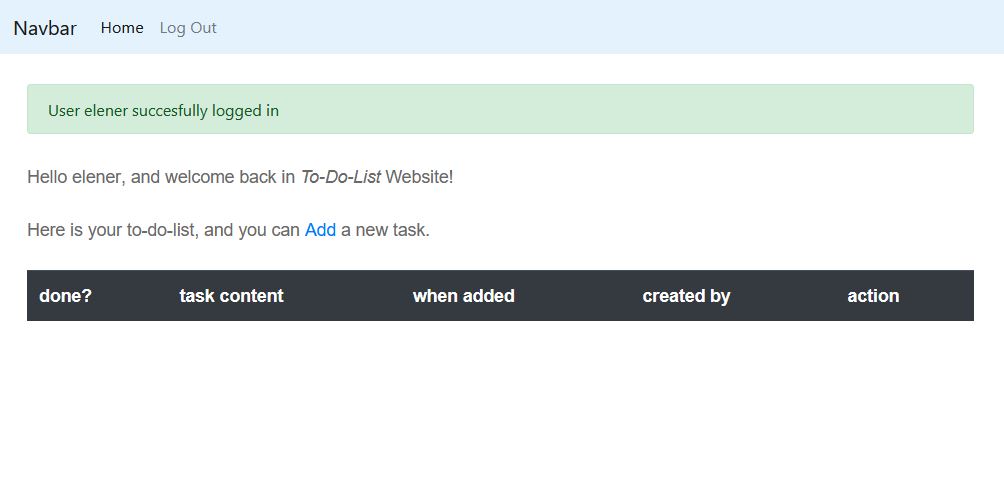 Navbar Home Log Out
User elener succesfully logged in
Hello elener, and welcome back in To-Do-List Website!
Here is your to-do-list, and you can Add a new task.
done? task content when added created by action